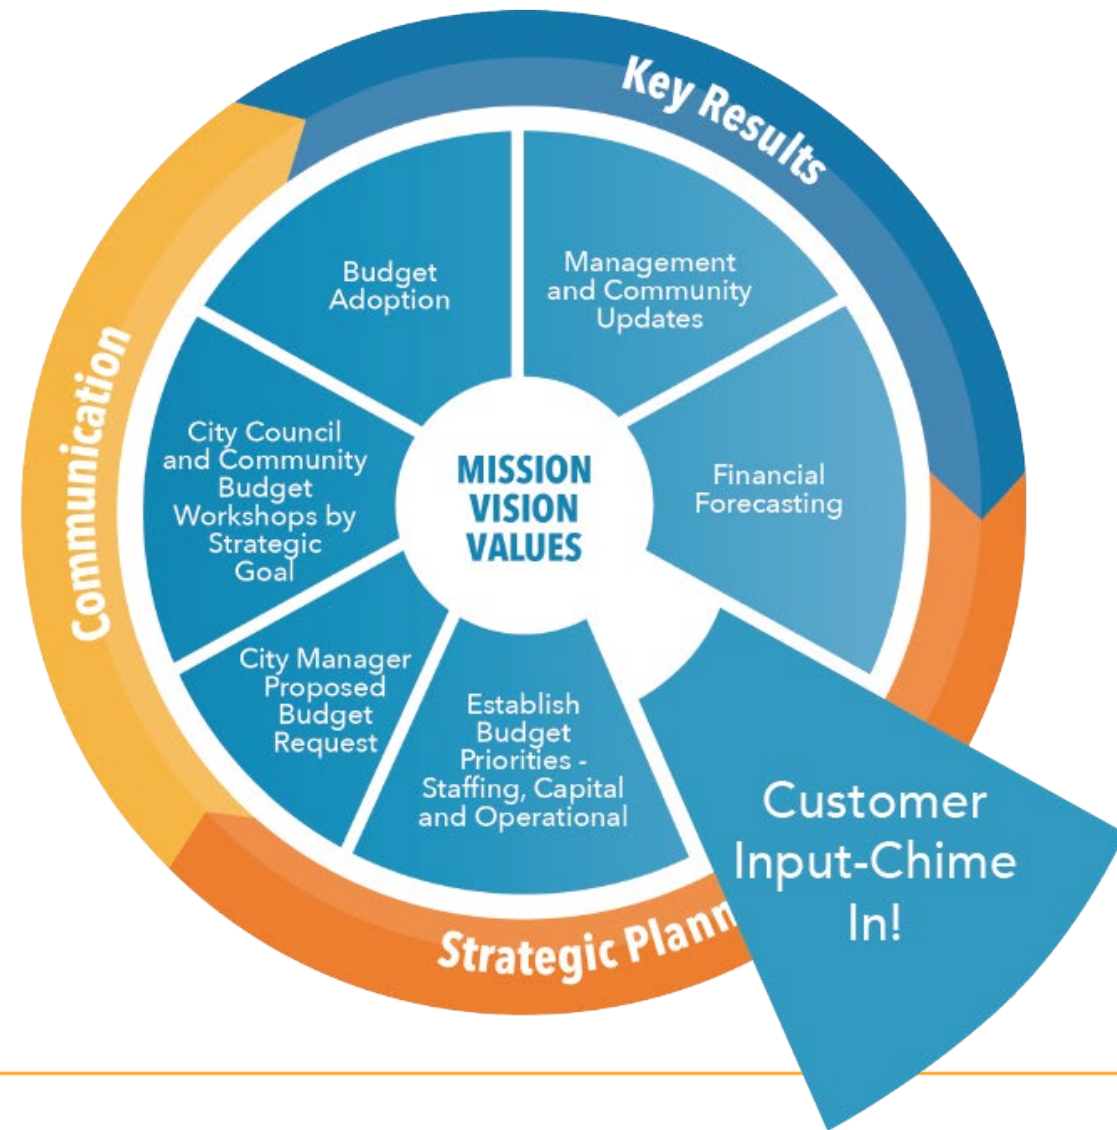 Key Results
Management
and Community
Updates
Financial
Forecasting
Customer
Input-Chime
In!
Strategic
Establish
Budget
Priorities -
Staffing, Capital
and Operational
City Manager
Proposed
Budget
Request
Communication
City Council
and Community
Budget
Workshops by
Strategic
Goal
Budget
Adoption
MISSION
VISION
VALUES